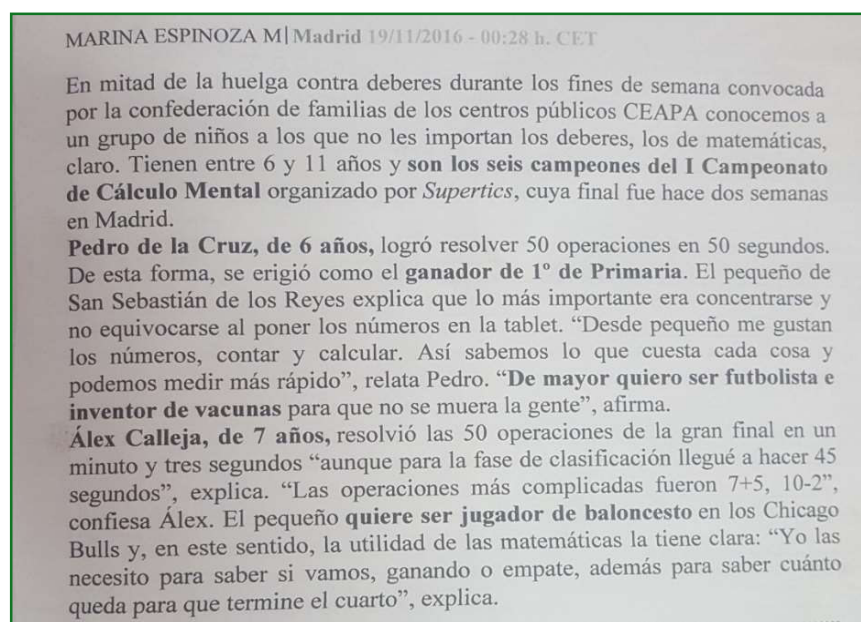 MARINA ESPINOZA M| Madrid 19/11/2016 - 00:28 h. CET
En mitad de la huelga contra deberes durante los fines de semana convocada
por la confederación de familias de los centros públicos CEAPA conocemos a
un grupo de niños a los que no les importan los deberes, los de matemáticas,
claro. Tienen entre 6 y 11 años y son los seis campeones del I Campeonato
de Cálculo Mental organizado por Supertics, cuya final fue hace dos semanas
en Madrid.
Pedro de la Cruz, de 6 años, logró resolver 50 operaciones en 50 segundos.
De esta forma, se erigió como el ganador de 1º de Primaria. El pequeño de
San Sebastián de los Reyes explica que lo más importante era concentrarse y
no equivocarse al poner los números en la tablet. “Desde pequeño me gustan
los números, contar y calcular. Así sabemos lo que cuesta cada cosa y
podemos medir más rápido”, relata Pedro. “De mayor quiero ser futbolista e
inventor de vacunas para que no se muera la gente”, afirma.
Álex Calleja, de 7 años, resolvió las 50 operaciones de la gran final en un
minuto y tres segundos “aunque para la fase de clasificación llegué a hacer 45
segundos”, explica. “Las operaciones más complicadas fueron 7+5, 10-2”,
confiesa Álex. El pequeño quiere ser jugador de baloncesto en los Chicago
Bulls y, en este sentido, la utilidad de las matemáticas la tiene clara: “Yo las
necesito para saber si vamos, ganando o empate, además para saber cuánto
queda para que termine el cuarto”, explica.